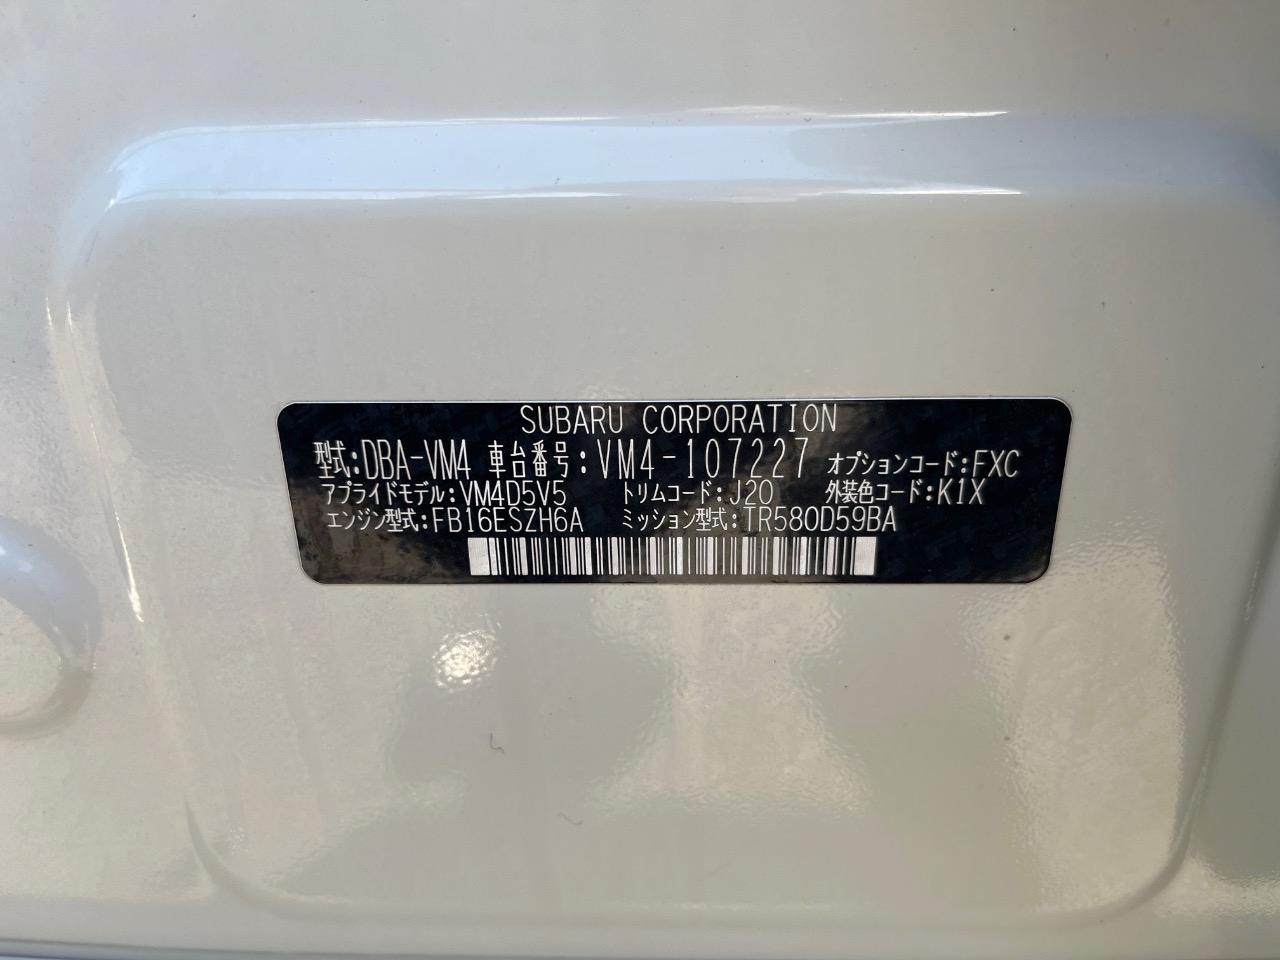 SUBARU CORPORATION
型式:DBA-VM4 車台番号:VM4-107227 オプションコード:FXC
アプライドモデル:VM4D5V5 トリムコード:J20 外装色コード:K1X
エンジン型式:FB16ESZH6A ミッション型式:TR580D59BA